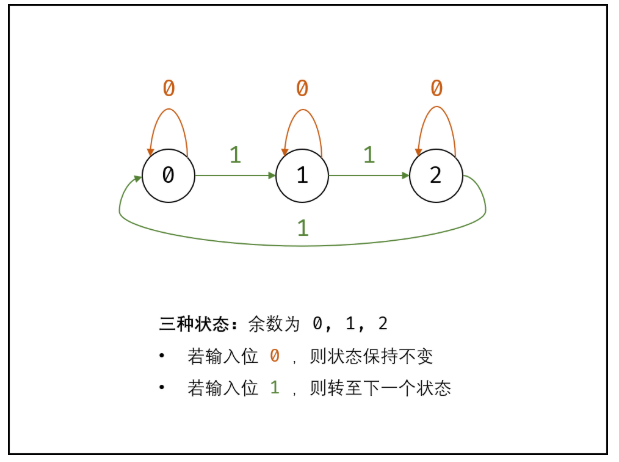 0 0 0
1 1
0 1 2
1
三种状态：余数为 0, 1, 2
• 若输入位 0 ，则状态保持不变
• 若输入位 1 ，则转至下一个状态